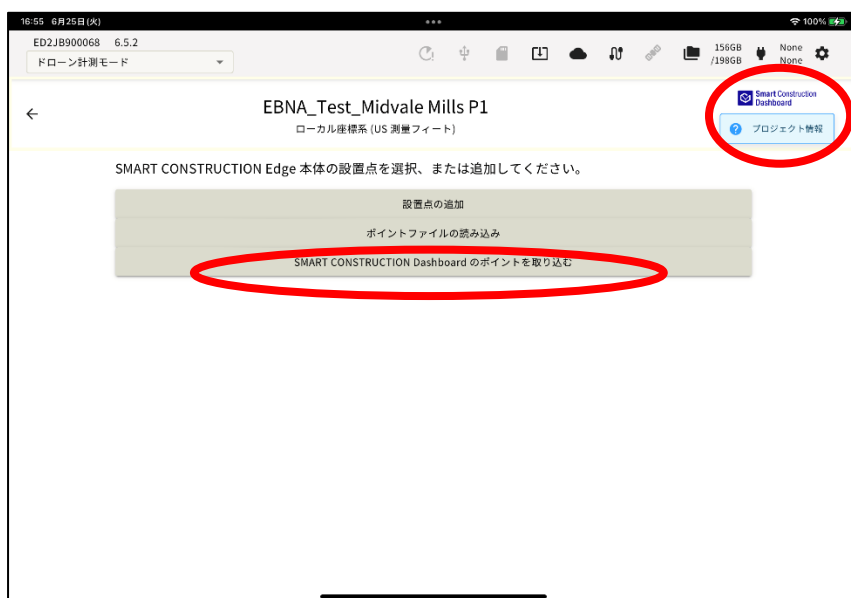 16:55 6月25日(火)
100%
ED2JB900068 6.5.2
ドローン計測モード
156GB
/198GB
None
None
EBNA_Test_Midvale Mills P1
ローカル座標系 (US 測量フィート)
Smart Construction
Dashboard
プロジェクト情報
SMART CONSTRUCTION Edge 本体の設置点を選択、または追加してください。
設置点の追加
ポイントファイルの読み込み
SMART CONSTRUCTION Dashboard のポイントを取り込む